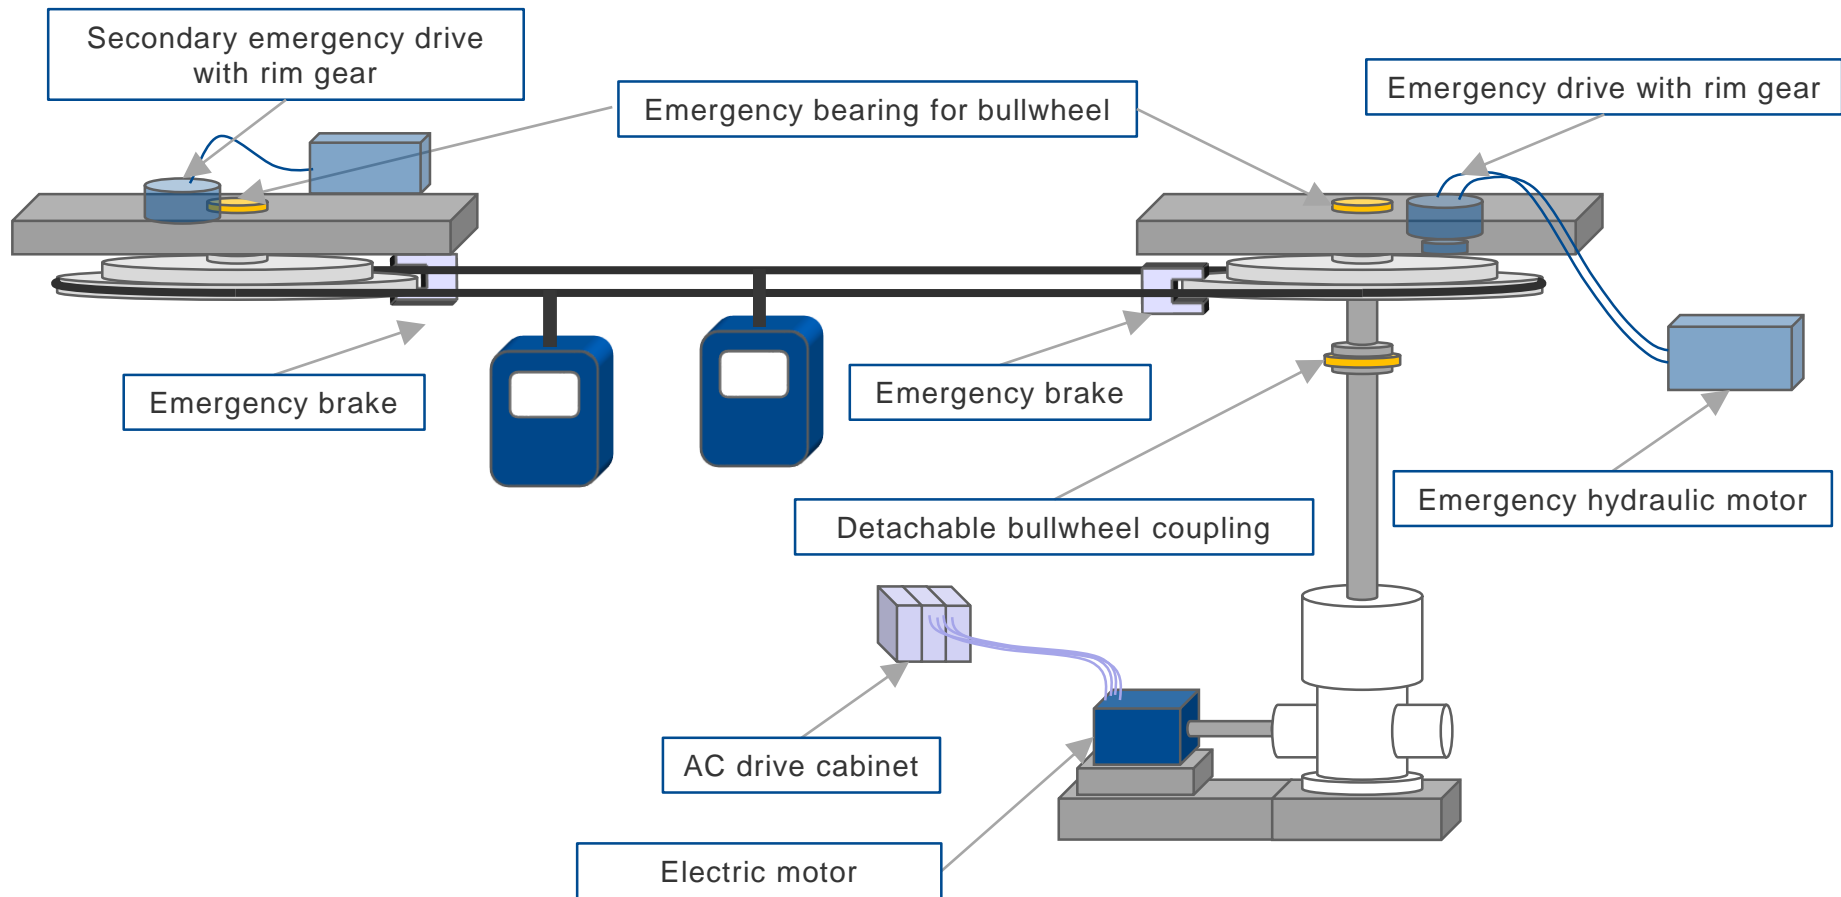 Secondary emergency drive
with rim gear
Emergency bearing for bullwheel
Emergency drive with rim gear
Emergency brake
Emergency brake
Detachable bullwheel coupling
Emergency hydraulic motor
AC drive cabinet
Electric motor